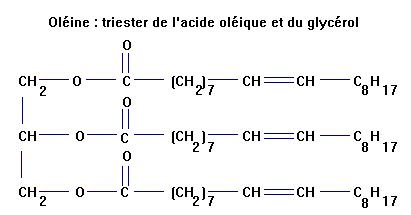 Oléine : triester de l'acide oléique et du glycérol
O
CH2 O C (CH2)7 CH CH C8H17
O
CH O C (CH2)7 CH CH C8H17
O
CH2 O C (CH2)7 CH CH C8H17